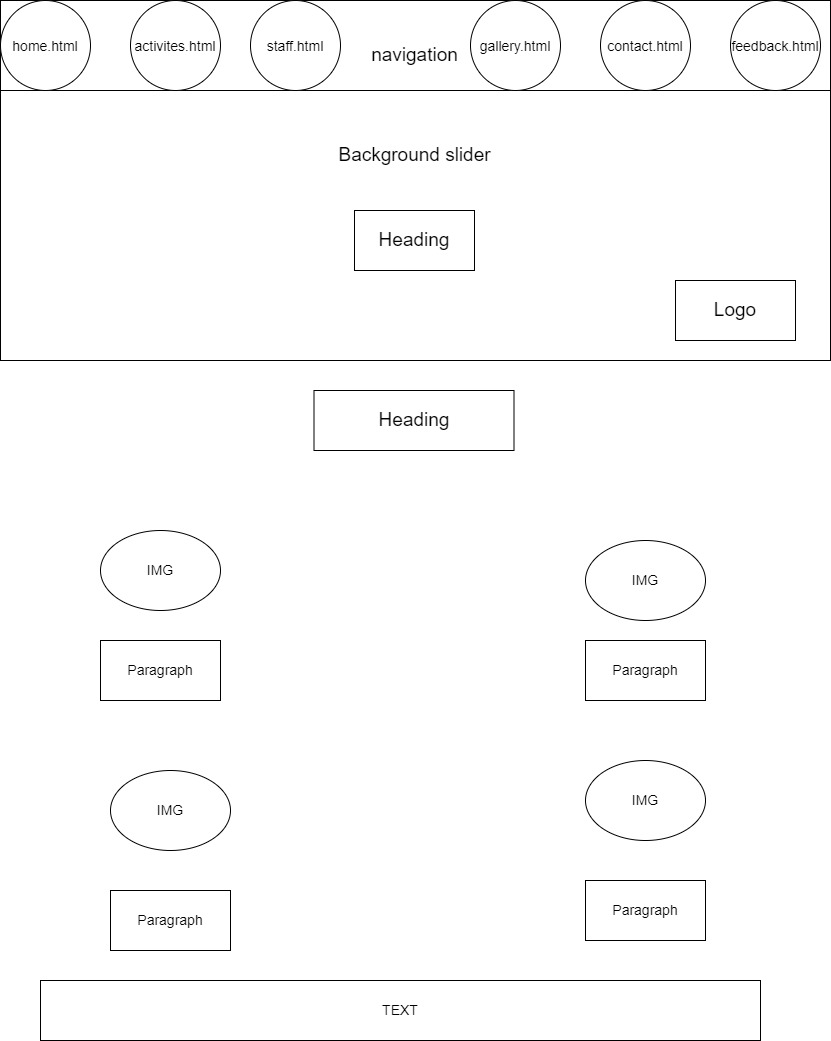 home.html
activites.html
staff.html
navigation
gallery.html
contact.html
feedback.html
Background slider
Heading
Logo
Heading
IMG
IMG
Paragraph
Paragraph
IMG
IMG
Paragraph
Paragraph
TEXT